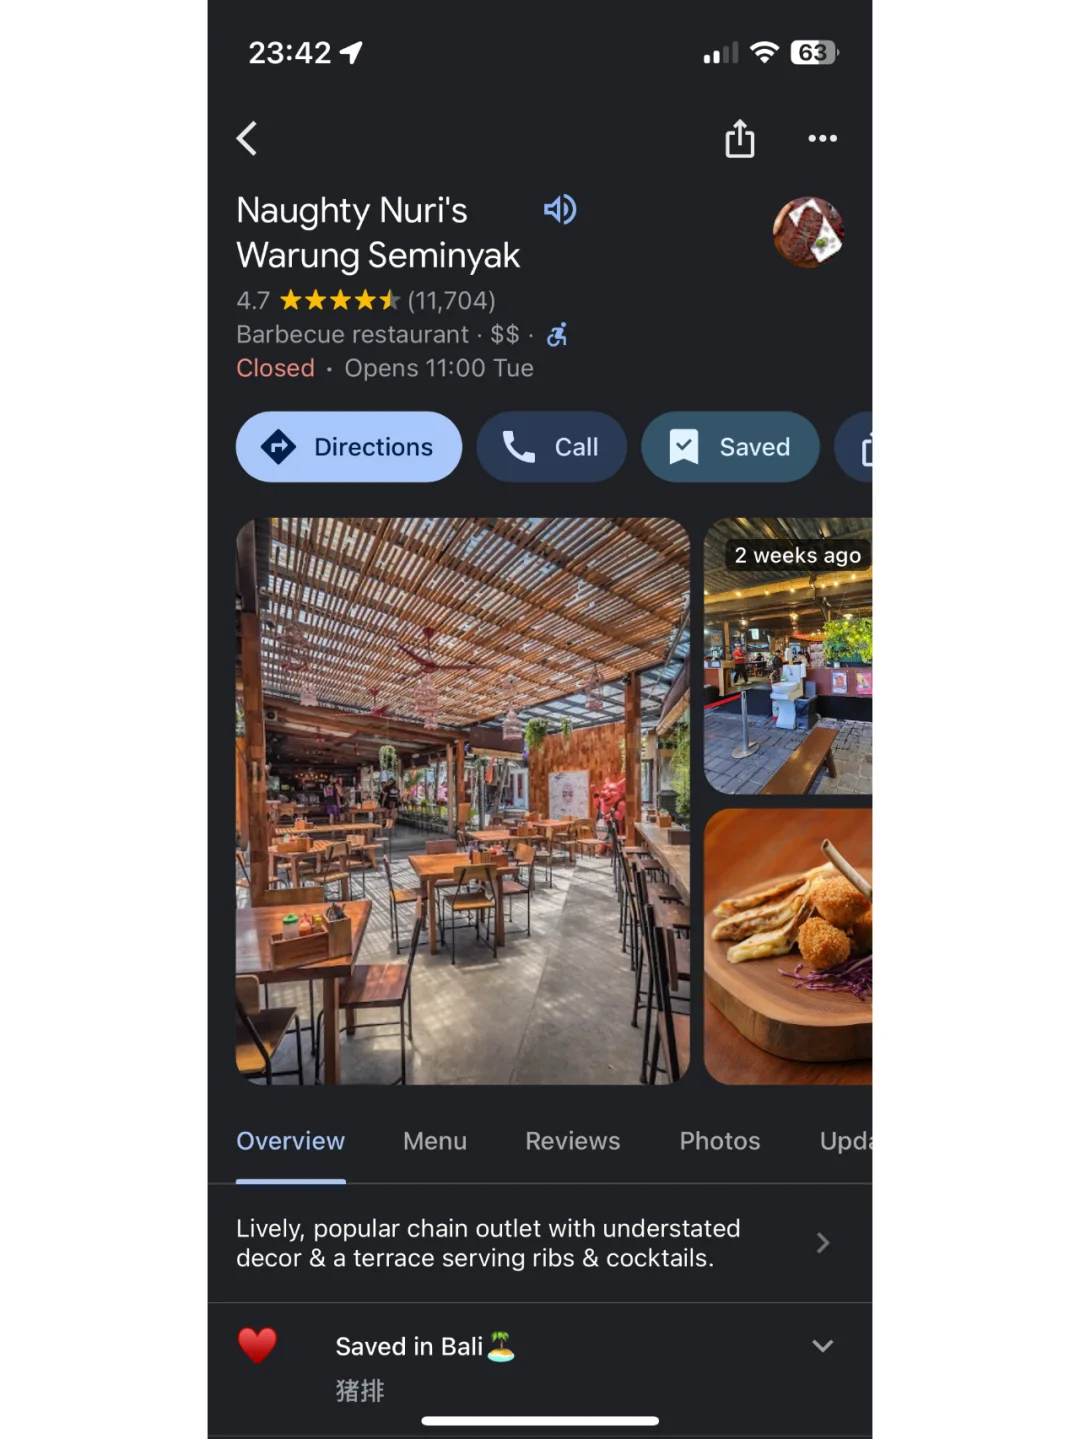 23:42
63
Naughty Nuri's
Warung Seminyak
4.7 (11,704)
Barbecue restaurant · $$ ·
Closed · Opens 11:00 Tue
Directions
Call
Saved
2 weeks ago
Overview
Menu
Reviews
Photos
Upda
Lively, popular chain outlet with understated
decor & a terrace serving ribs & cocktails.
Saved in Bali🏝️
猪排